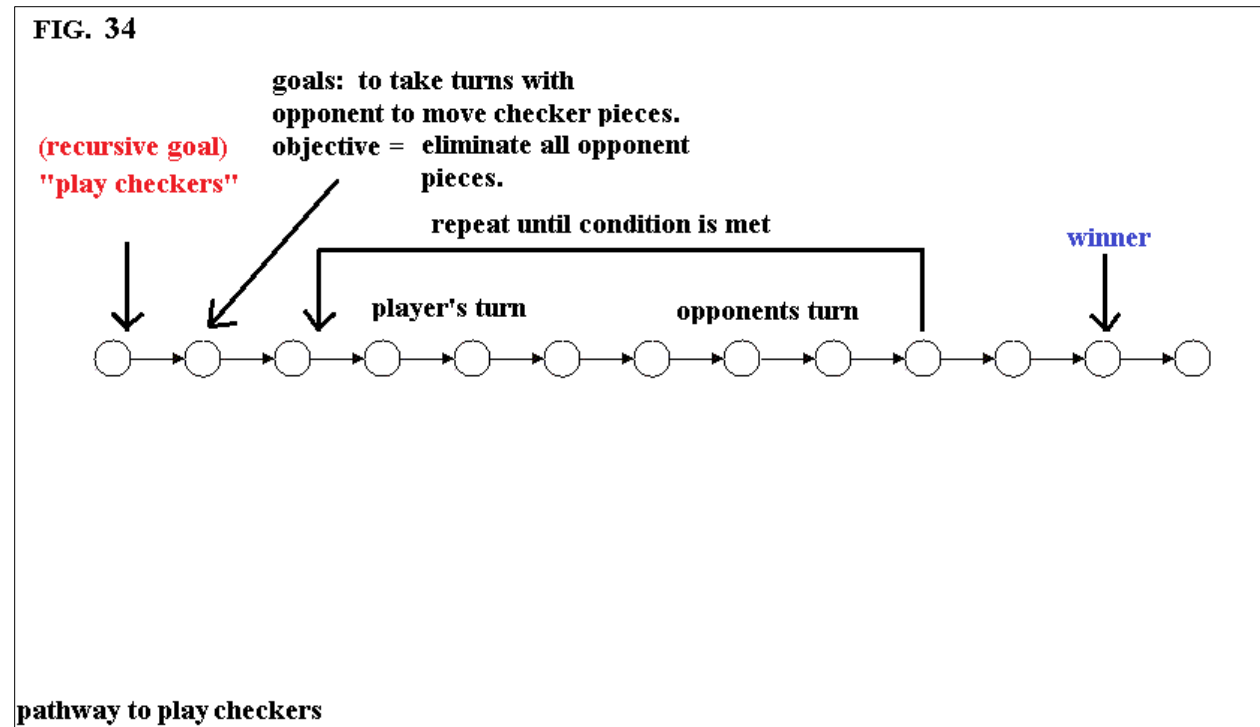 FIG. 34
goals: to take turns with
opponent to move checker pieces.
(recursive goal)
objective = eliminate all opponent
"play checkers"
pieces.
repeat until condition is met
winner
player's turn
opponents turn
pathway to play checkers